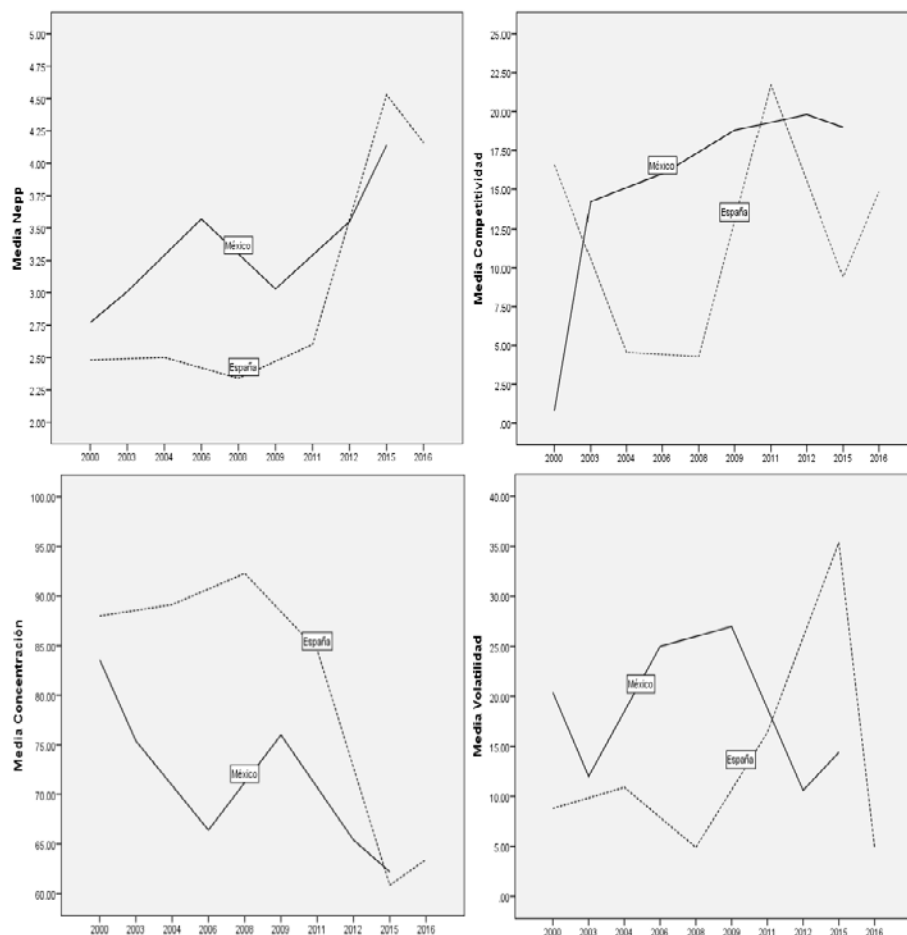 Media Nepp
5.00
4.75
4.50
4.25
4.00
3.75
3.50
3.25
3.00
2.75
2.50
2.25
2.00
México
España
2000 2003 2004 2006 2008 2009 2011 2012 2015 2016
Media Competitividad
25.00
22.50
20.00
17.50
15.00
12.50
10.00
7.50
5.00
2.50
.00
México
España
2000 2003 2004 2006 2008 2009 2011 2012 2015 2016
Media Concentración
100.00
95.00
90.00
85.00
80.00
75.00
70.00
65.00
60.00
España
México
2000 2003 2004 2006 2008 2009 2011 2012 2015 2016
Media Volatilidad
40.00
35.00
30.00
25.00
20.00
15.00
10.00
5.00
.00
México
España
2000 2003 2004 2006 2008 2009 2011 2012 2015 2016